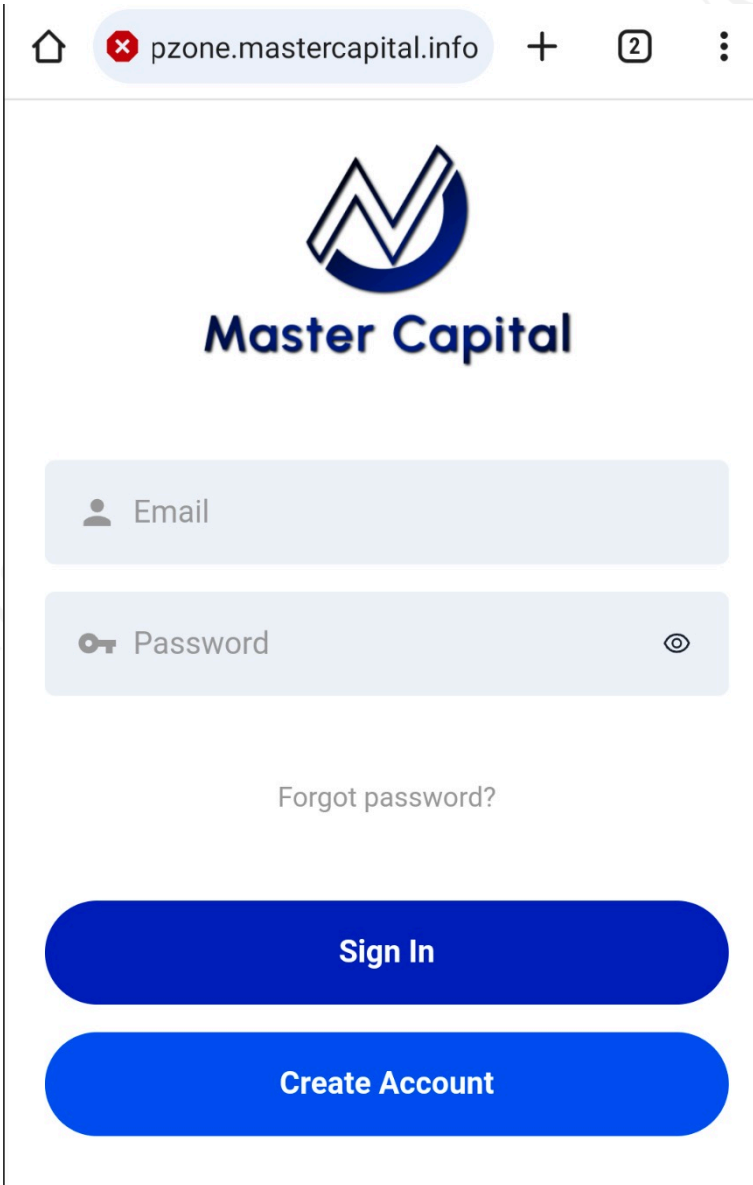 pzone.mastercapital.info
2
Master Capital
Email
Password
Forgot password?
Sign In
Create Account